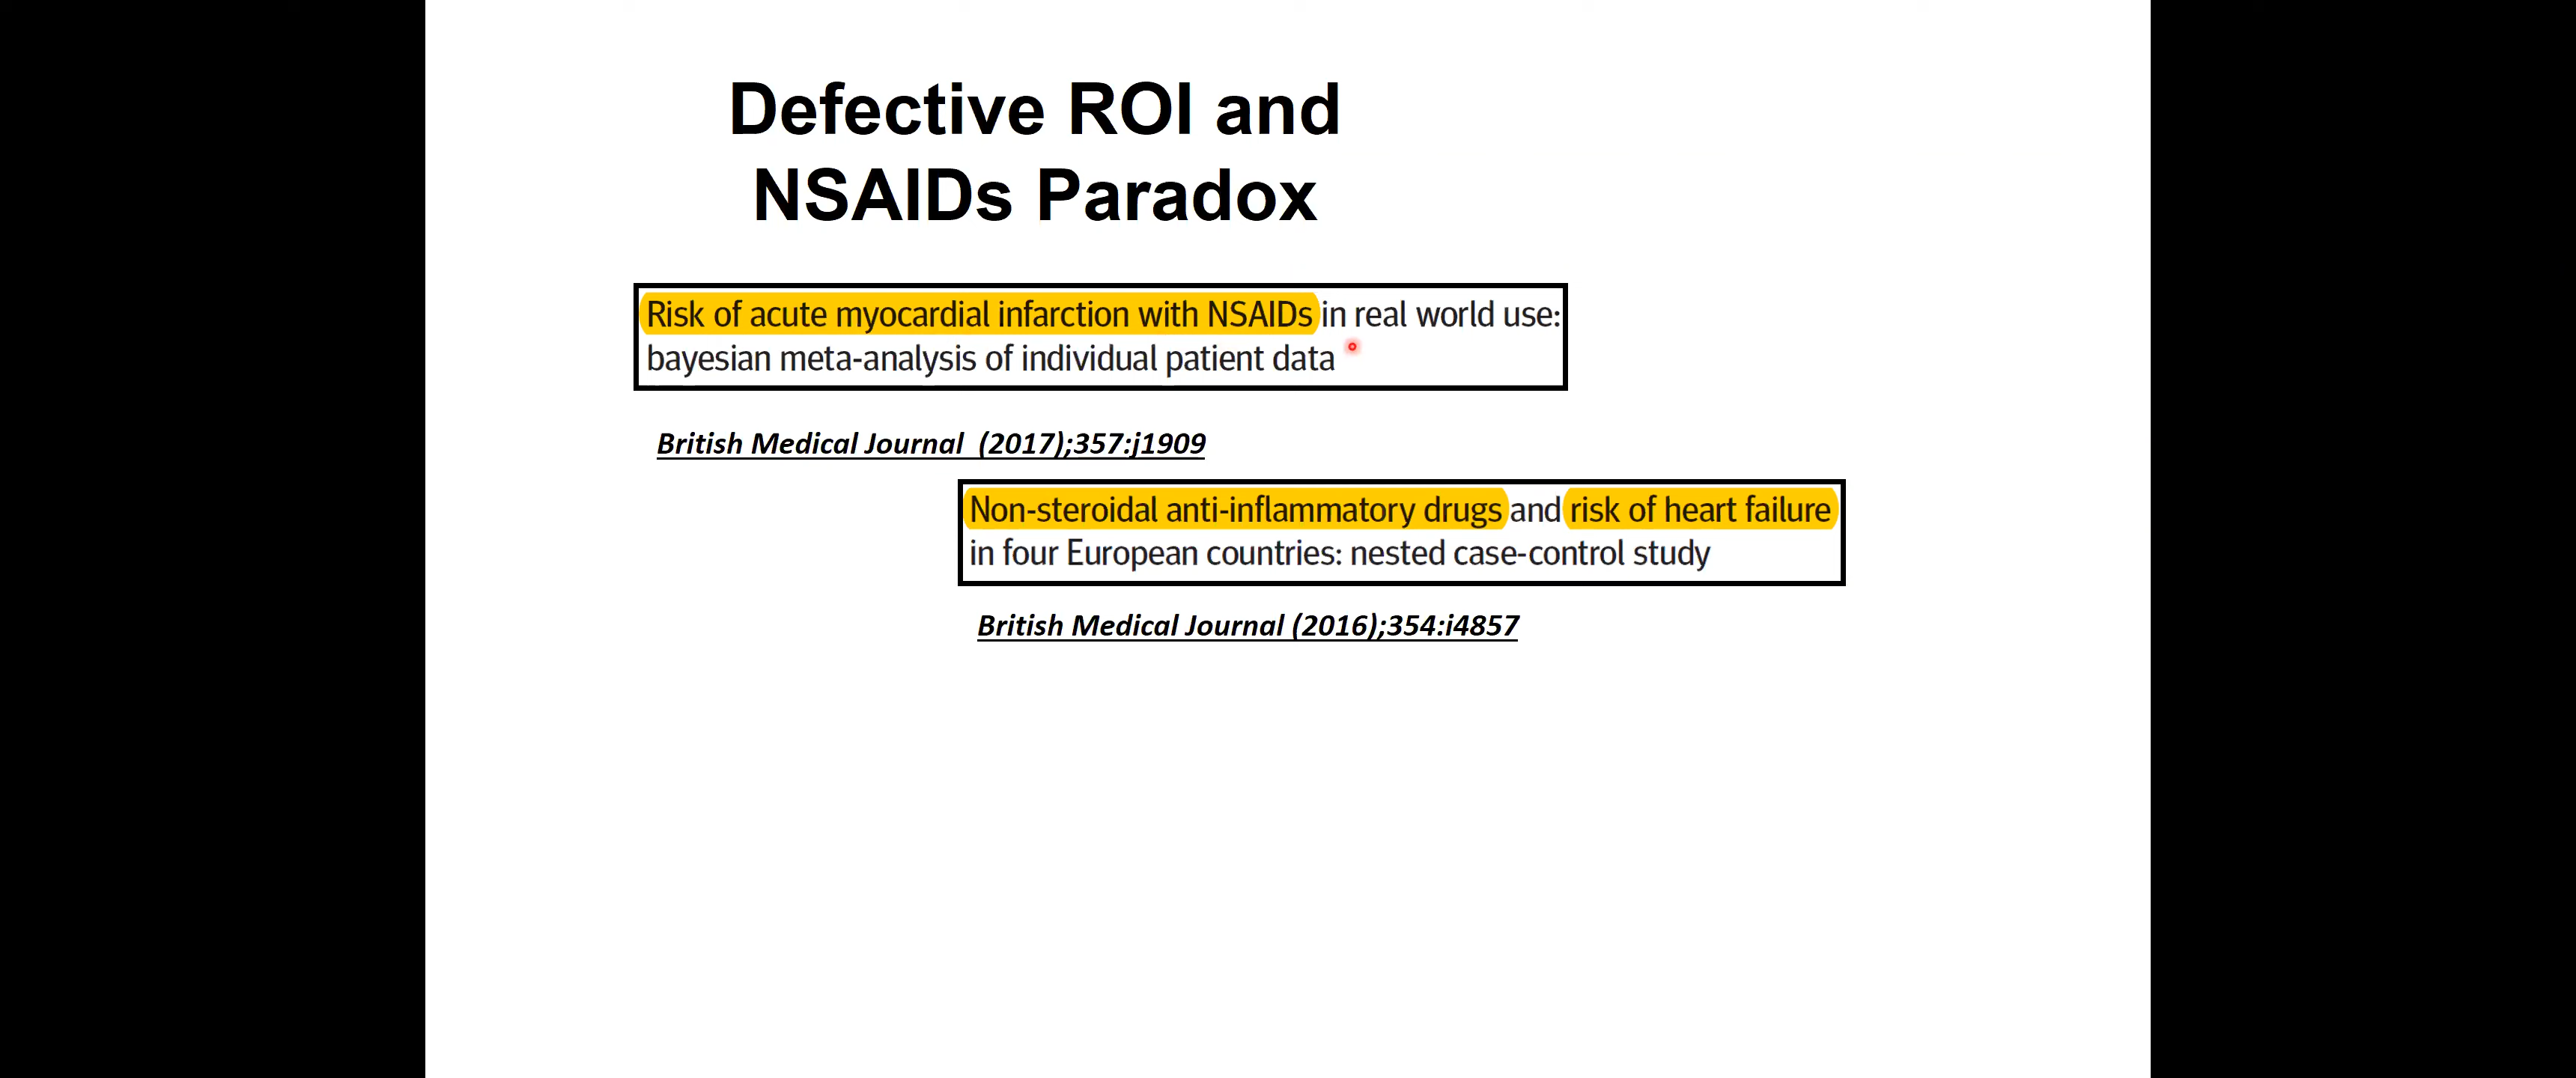 Defective ROI and
NSAIDs Paradox
Risk of acute myocardial infarction with NSAIDs in real world use:
bayesian meta-analysis of individual patient data
British Medical Journal (2017);357:j1909
Non-steroidal anti-inflammatory drugs and risk of heart failure
in four European countries: nested case-control study
British Medical Journal (2016);354:i4857